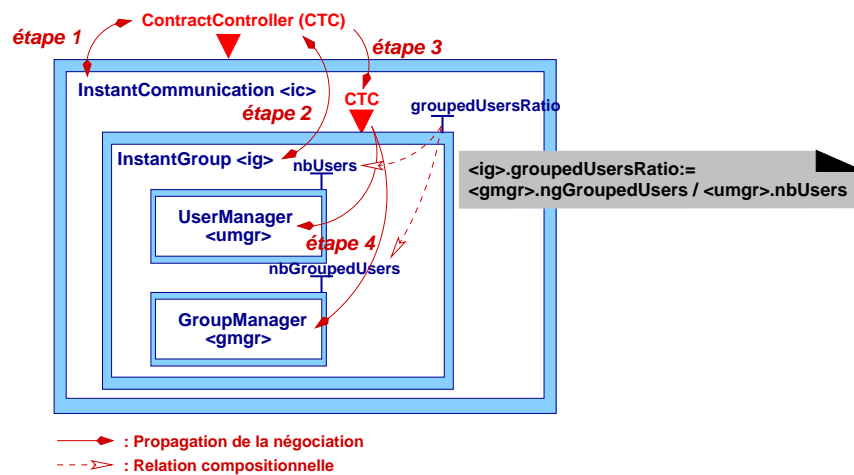 ContractController (CTC)
étape 1
étape 3
InstantCommunication <ic>
étape 2
CTC
groupedUsersRatio
InstantGroup <ig>
nbUsers
<ig>.groupedUsersRatio:=
<gmgr>.ngGroupedUsers / <umgr>.nbUsers
UserManager
<umgr>
étape 4
nbGroupedUsers
GroupManager
<gmgr>
: Propagation de la négociation
: Relation compositionnelle